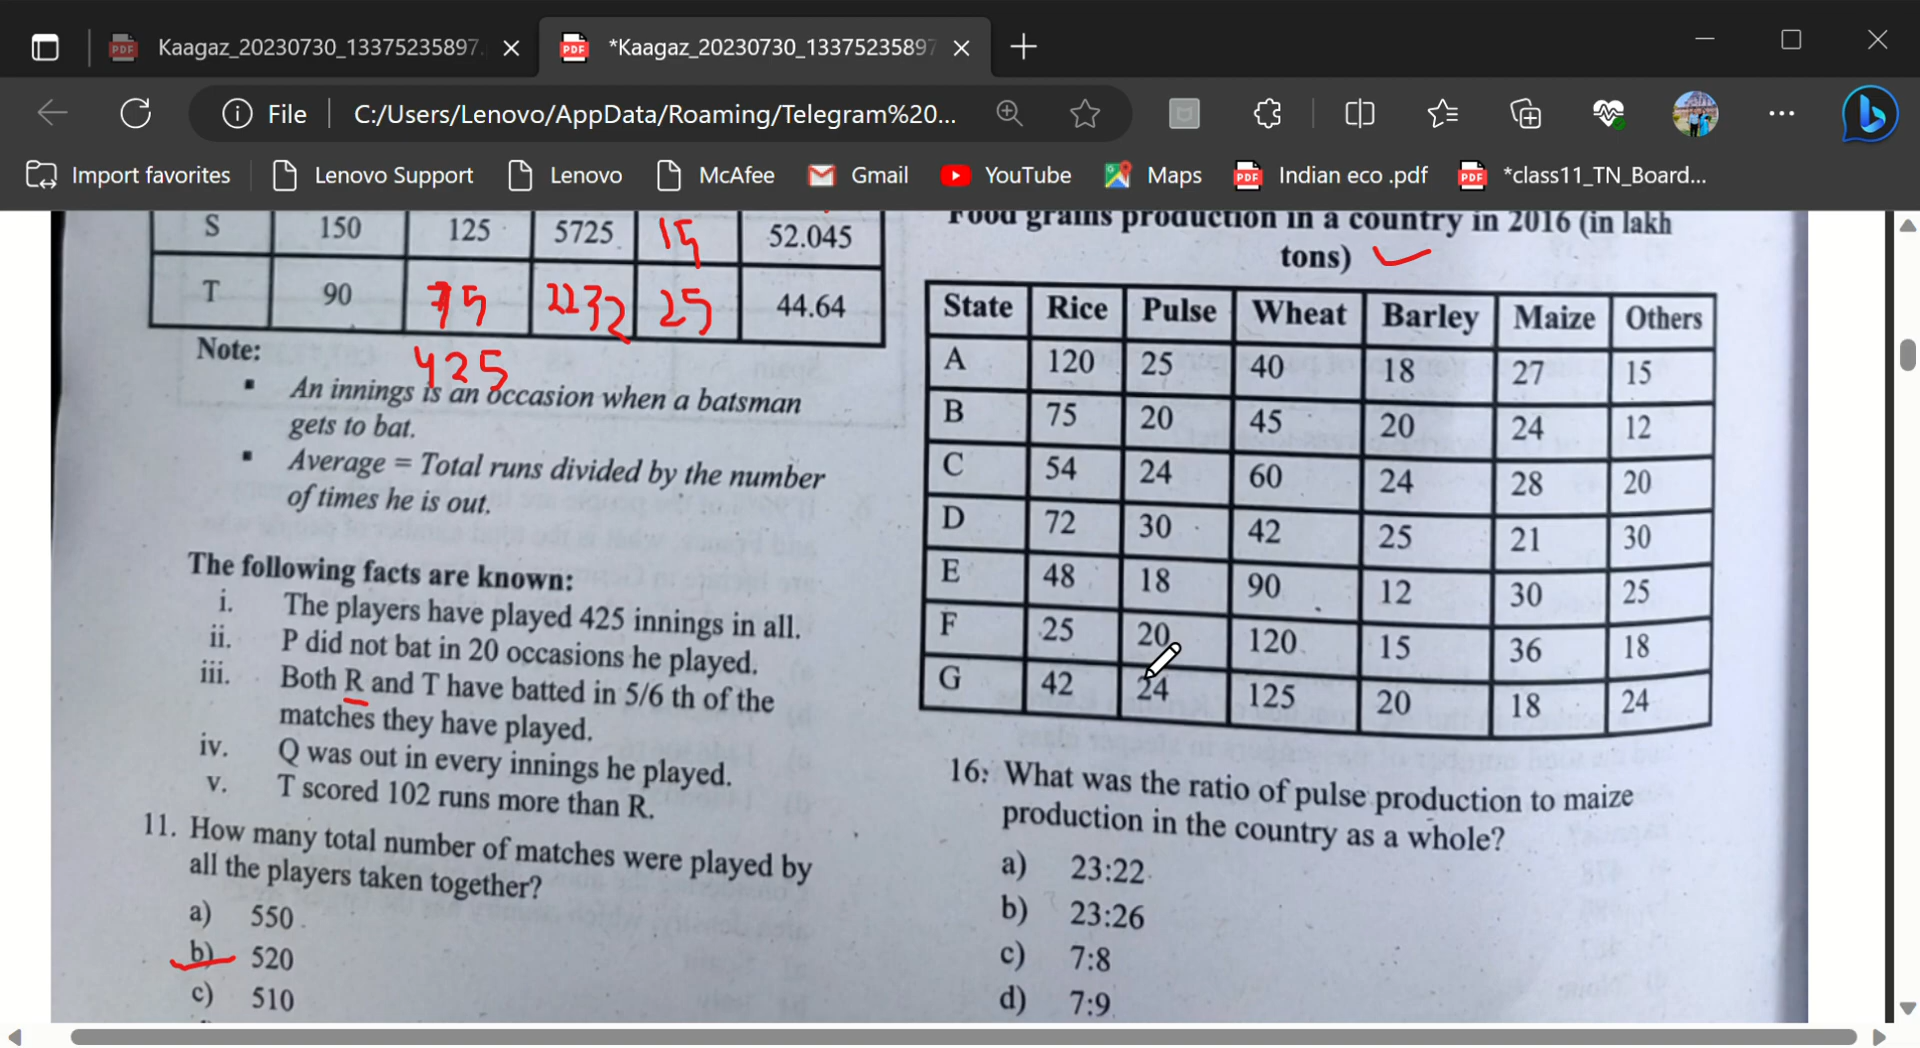 Kaagaz_20230730_13375235897
*Kaagaz_20230730_13375235897
File
C:/Users/Lenovo/AppData/Roaming/Telegram%20...
Import favorites
Lenovo Support
Lenovo
McAfee
Gmail
YouTube
Maps
Indian eco .pdf
*class11_TN_Board...
S 150 125 5725 15 52.045
T 90 75 2232 25 44.64
425
Note:
▪ An innings is an occasion when a batsman
gets to bat.
▪ Average = Total runs divided by the number
of times he is out.
The following facts are known:
i. The players have played 425 innings in all.
ii. P did not bat in 20 occasions he played.
iii. Both R and T have batted in 5/6 th of the
matches they have played.
iv. Q was out in every innings he played.
v. T scored 102 runs more than R.
11. How many total number of matches were played by
all the players taken together?
a) 550
b) 520
c) 510
Food grains production in a country in 2016 (in lakh
tons)
State Rice Pulse Wheat Barley Maize Others
A 120 25 40 18 27 15
B 75 20 45 20 24 12
C 54 24 60 24 28 20
D 72 30 42 25 21 30
E 48 18 90 12 30 25
F 25 20 120 15 36 18
G 42 24 125 20 18 24
16: What was the ratio of pulse production to maize
production in the country as a whole?
a) 23:22
b) 23:26
c) 7:8
d) 7:9